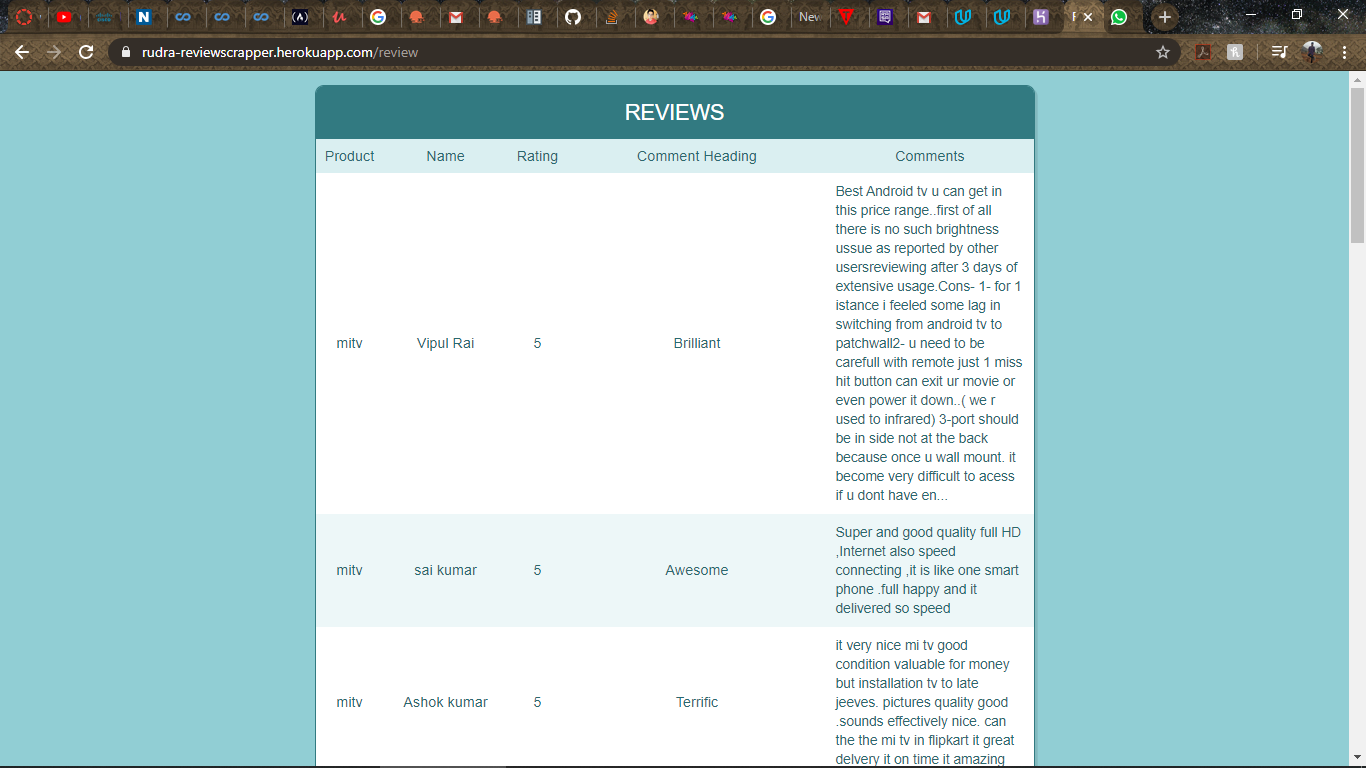 New
F
rudra-reviewscrapper.herokuapp.com/review
REVIEWS
Product Name Rating Comment Heading Comments
mitv Vipul Rai 5 Brilliant
Best Android tv u can get in
this price range..first of all
there is no such brightness
ussue as reported by other
usersreviewing after 3 days of
extensive usage.Cons- 1- for 1
istance i feeled some lag in
switching from android tv to
patchwall2- u need to be
carefull with remote just 1 miss
hit button can exit ur movie or
even power it down..( we r
used to infrared) 3-port should
be in side not at the back
because once u wall mount. it
become very difficult to acess
if u dont have en...
mitv sai kumar 5 Awesome
Super and good quality full HD
,Internet also speed
connecting ,it is like one smart
phone .full happy and it
delivered so speed
mitv Ashok kumar 5 Terrific
it very nice mi tv good
condition valuable for money
but installation tv to late
jeeves. pictures quality good
.sounds effectively nice. can
the the mi tv in flipkart it great
delvery it on time it amazing